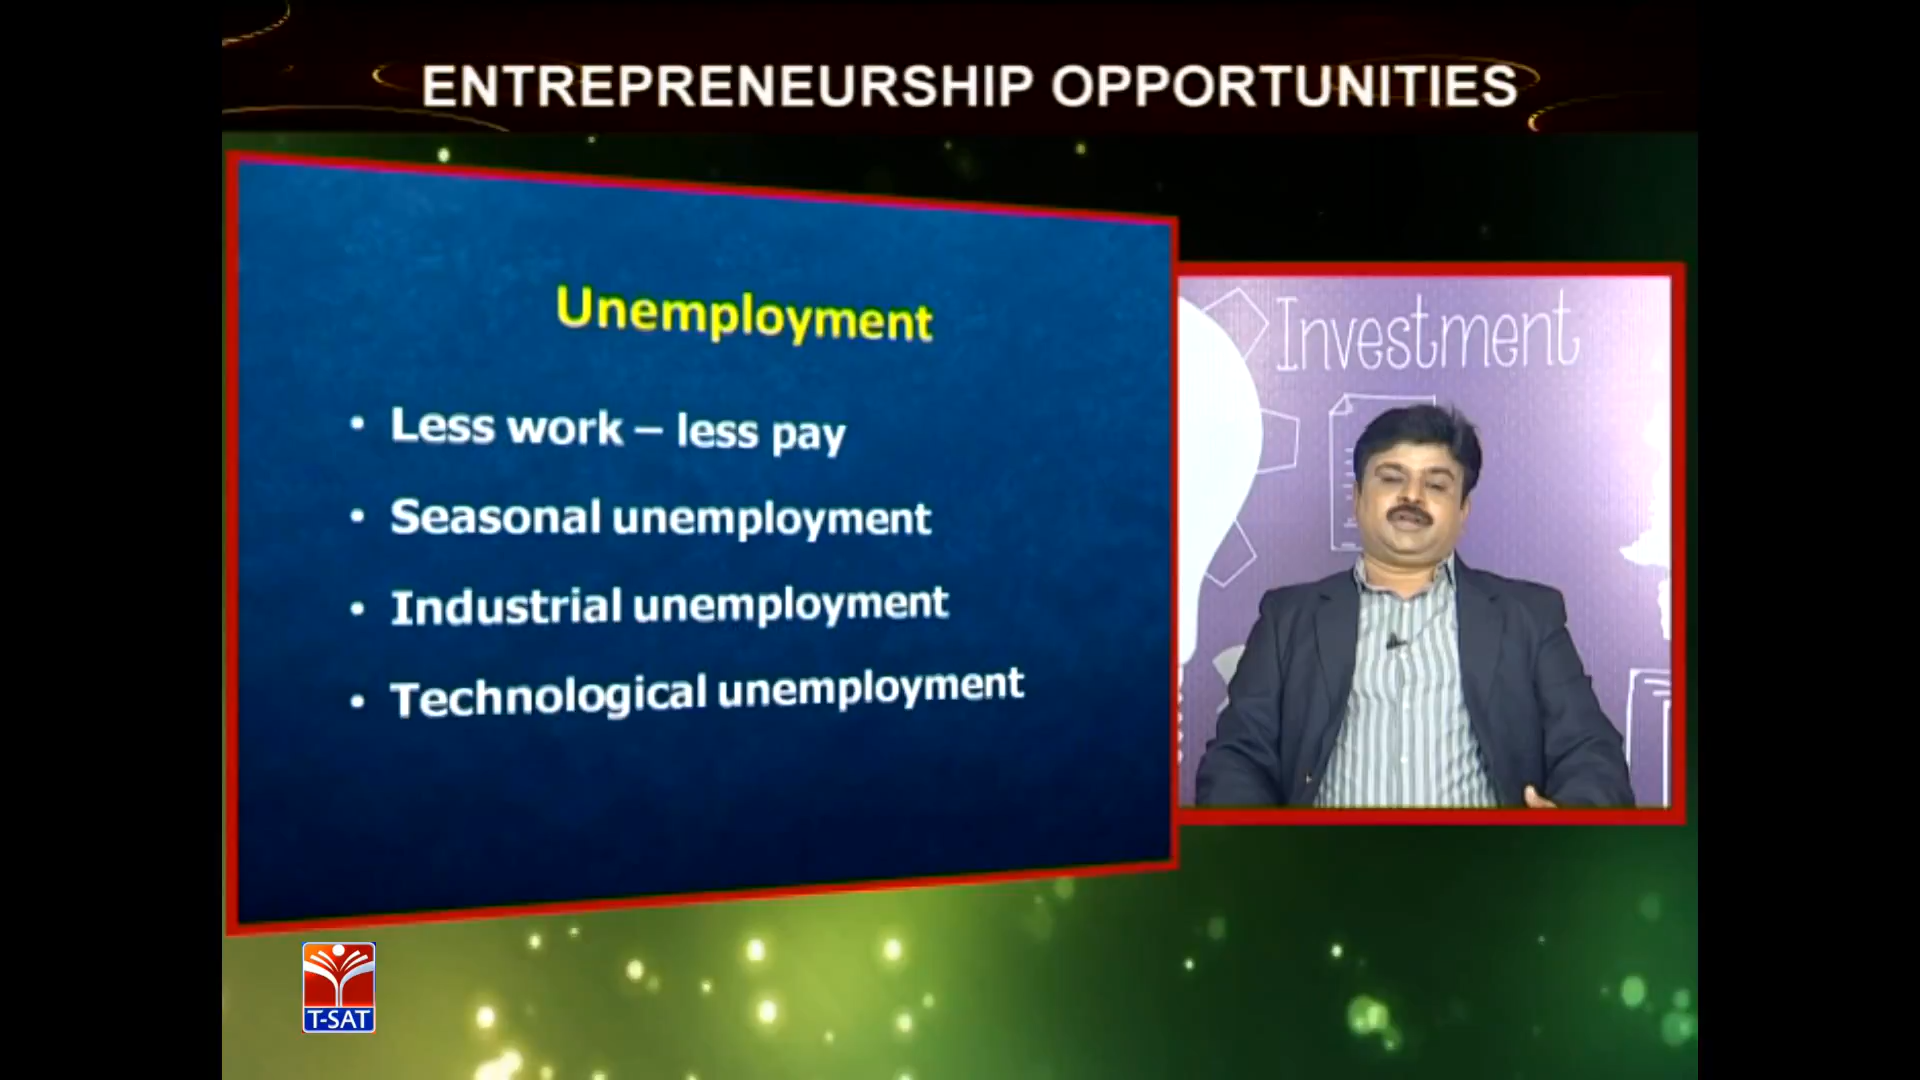 ENTREPRENEURSHIP OPPORTUNITIES
Unemployment
• Less work – less pay
• Seasonal unemployment
• Industrial unemployment
• Technological unemployment
Investment
T-SAT